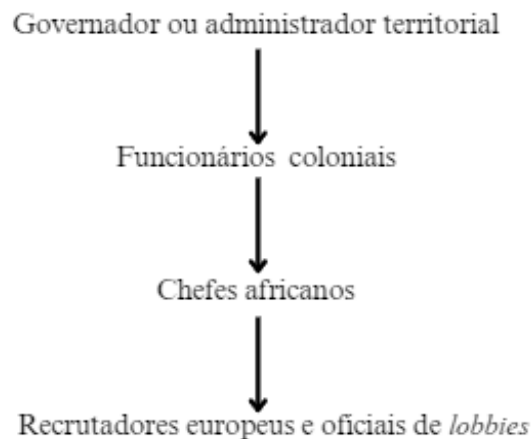 Governador ou administrador territorial
Funcionários coloniais
Chefes africanos
Recrutadores europeus e oficiais de lobbies